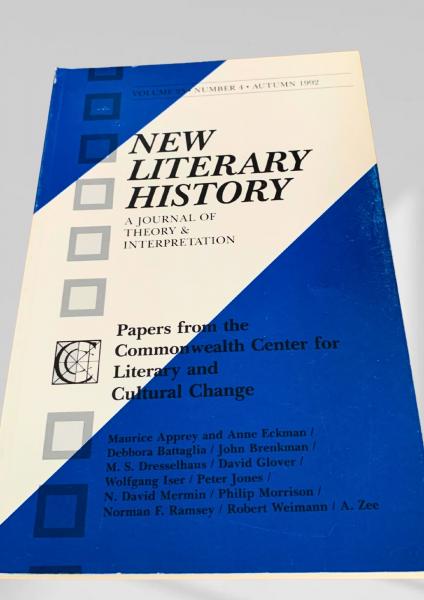 VOLUME 23 • NUMBER 4 • AUTUMN 1992
NEW
LITERARY
HISTORY
A JOURNAL OF
THEORY &
INTERPRETATION
Papers from the
Commonwealth Center for
Literary and
Cultural Change
Maurice Apprey and Anne Eckman /
Debbora Battaglia / John Brenkman /
M. S. Dresselhaus / David Glover /
Wolfgang Iser / Peter Jones /
N. David Mermin / Philip Morrison /
Norman F. Ramsey / Robert Weimann / A. Zee